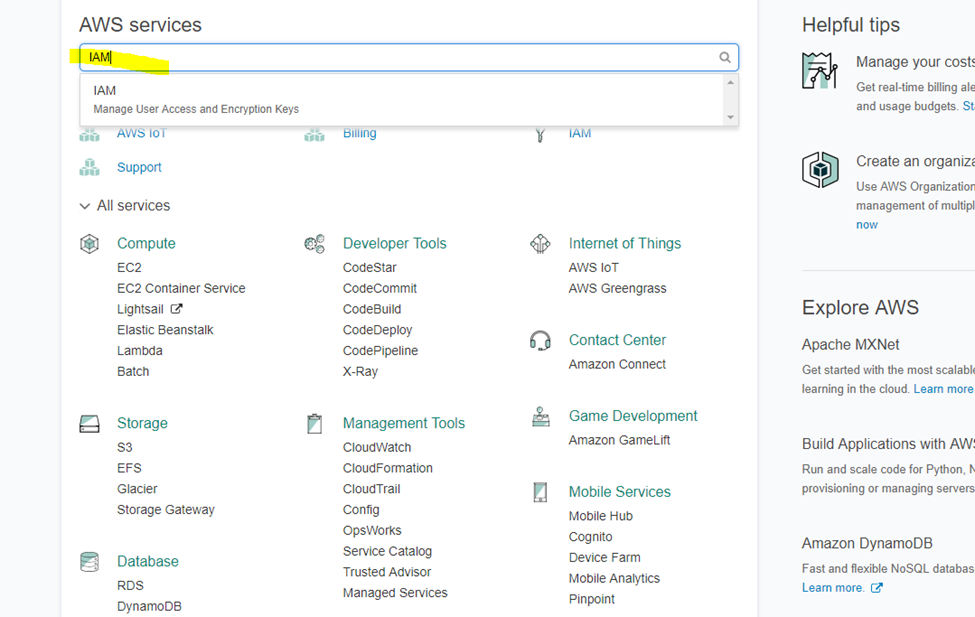 AWS services
IAM
IAM
Manage User Access and Encryption Keys
AWS IoT
Billing
IAM
Support
All services
Compute
EC2
EC2 Container Service
Lightsail
Elastic Beanstalk
Lambda
Batch
Storage
S3
EFS
Glacier
Storage Gateway
Database
RDS
DynamoDB
Developer Tools
CodeStar
CodeCommit
CodeBuild
CodeDeploy
CodePipeline
X-Ray
Management Tools
CloudWatch
CloudFormation
CloudTrail
Config
OpsWorks
Service Catalog
Trusted Advisor
Managed Services
Internet of Things
AWS IoT
AWS Greengrass
Contact Center
Amazon Connect
Game Development
Amazon GameLift
Mobile Services
Mobile Hub
Cognito
Device Farm
Mobile Analytics
Pinpoint
Helpful tips
Manage your costs
Get real-time billing ale
and usage budgets. St
Create an organiza
Use AWS Organization
management of multipl
now
Explore AWS
Apache MXNet
Get started with the most scalable
learning in the cloud. Learn more
Build Applications with AWS
Run and scale code for Python, N
provisioning or managing servers
Amazon DynamoDB
Fast and flexible NoSQL databas
Learn more.